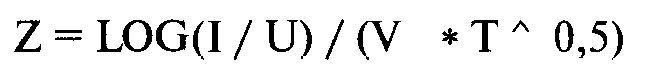 Z = LOG(I / U) / (V * T ^ 0,5)